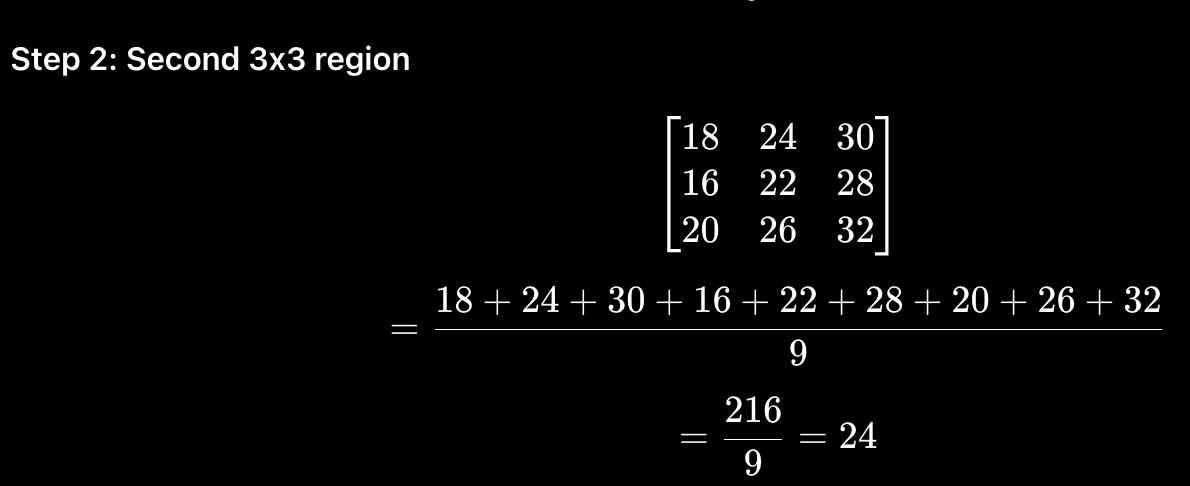 Step 2: Second 3x3 region
18 24 30
16 22 28
20 26 32
= 18 + 24 + 30 + 16 + 22 + 28 + 20 + 26 + 32
9
= 216
9
= 24